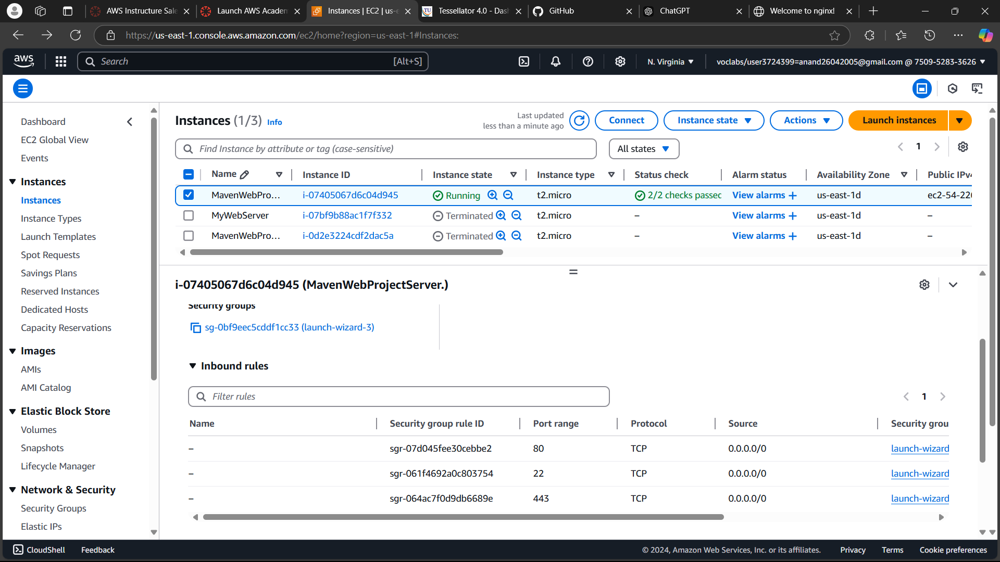 AWS Instructure Sale
Launch AWS Academ
Instances | EC2 | us-e
Tessellator 4.0 - Dash
GitHub
ChatGPT
Welcome to nginx!
https://us-east-1.console.aws.amazon.com/ec2/home?region=us-east-1#Instances:
aws
Search
[Alt+S]
N. Virginia
voclabs/user3724399=anand26042005@gmail.com @ 7509-5283-3626
Dashboard
EC2 Global View
Events
Instances
Instances
Instance Types
Launch Templates
Spot Requests
Savings Plans
Reserved Instances
Dedicated Hosts
Capacity Reservations
Images
AMIs
AMI Catalog
Elastic Block Store
Volumes
Snapshots
Lifecycle Manager
Network & Security
Security Groups
Elastic IPs
Instances (1/3) Info
Last updated
less than a minute ago
Connect
Instance state
Actions
Launch instances
Find Instance by attribute or tag (case-sensitive)
All states
1
Name Instance ID Instance state Instance type Status check Alarm status Availability Zone Public IPv4
MavenWebPro... i-07405067d6c04d945 Running t2.micro 2/2 checks passed View alarms + us-east-1d ec2-54-226
MyWebServer i-07bf9b88ac1f7f332 Terminated t2.micro – View alarms + us-east-1d –
MavenWebPro... i-0d2e3224cdf2dac5a Terminated t2.micro – View alarms + us-east-1d –
i-07405067d6c04d945 (MavenWebProjectServer.)
Security groups
sg-0bf9eec5cddf1cc33 (launch-wizard-3)
Inbound rules
Filter rules
1
Name Security group rule ID Port range Protocol Source Security grou
– sgr-07d045fee30cebbe2 80 TCP 0.0.0.0/0 launch-wizard
– sgr-061f4692a0c803754 22 TCP 0.0.0.0/0 launch-wizard
– sgr-064ac7f0d9db6689e 443 TCP 0.0.0.0/0 launch-wizard
CloudShell
Feedback
© 2024, Amazon Web Services, Inc. or its affiliates.
Privacy
Terms
Cookie preferences